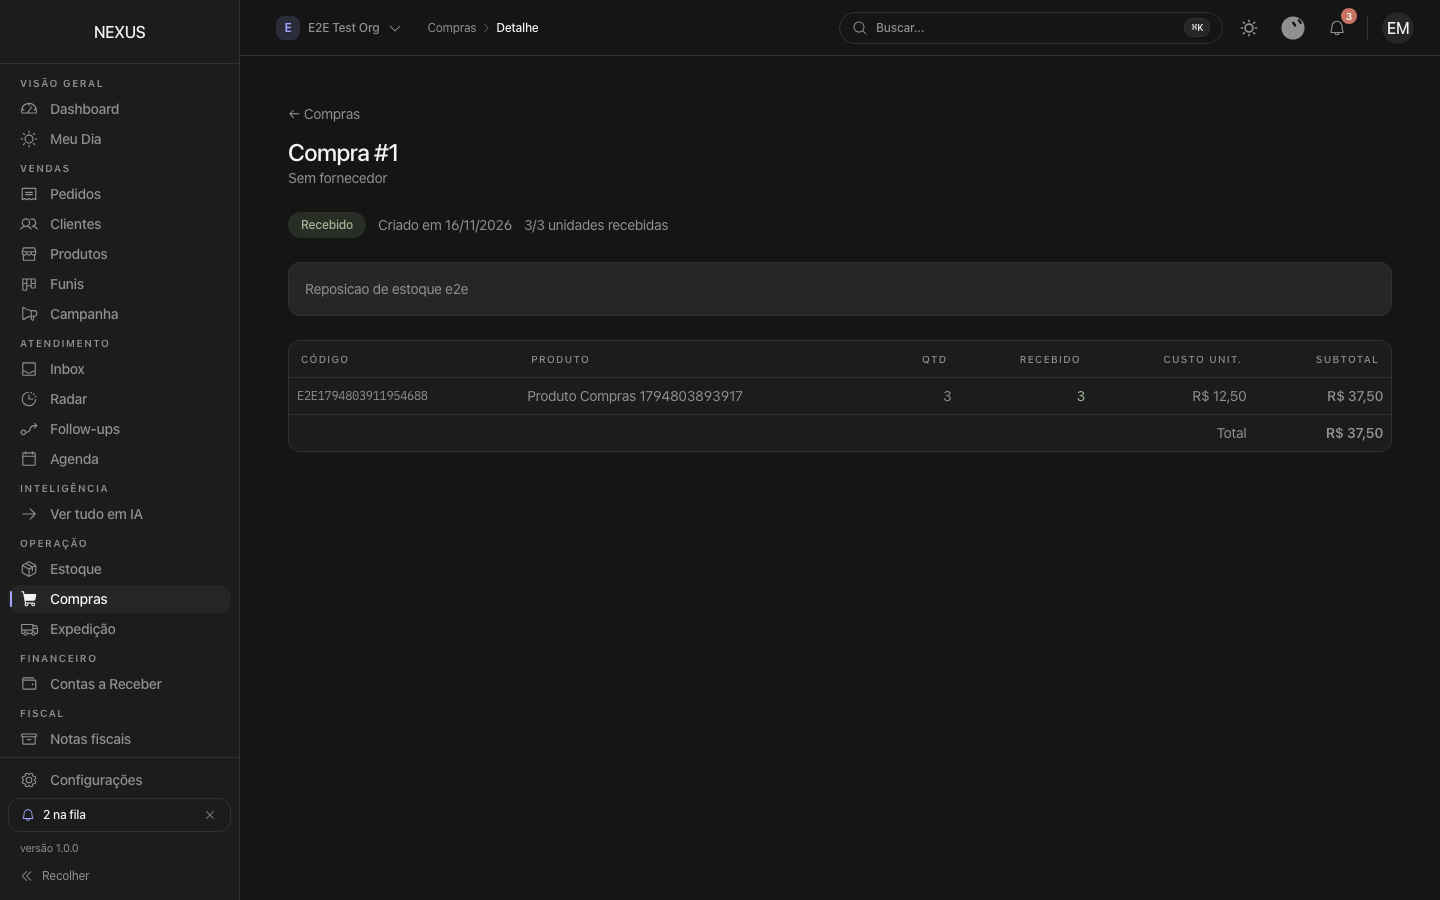 NEXUS
E
E2E Test Org
Compras
Detalhe
Buscar...
⌘K
3
EM
VISÃO GERAL
Dashboard
Meu Dia
VENDAS
Pedidos
Clientes
Produtos
Funis
Campanha
ATENDIMENTO
Inbox
Radar
Follow-ups
Agenda
INTELIGÊNCIA
Ver tudo em IA
OPERAÇÃO
Estoque
Compras
Expedição
FINANCEIRO
Contas a Receber
FISCAL
Notas fiscais
Configurações
2 na fila
versão 1.0.0
Recolher
← Compras
Compra #1
Sem fornecedor
Recebido Criado em 16/11/2026 3/3 unidades recebidas
Reposicao de estoque e2e
CÓDIGO PRODUTO QTD RECEBIDO CUSTO UNIT. SUBTOTAL
E2E1794803911954688 Produto Compras 1794803893917 3 3 R$ 12,50 R$ 37,50
Total R$ 37,50